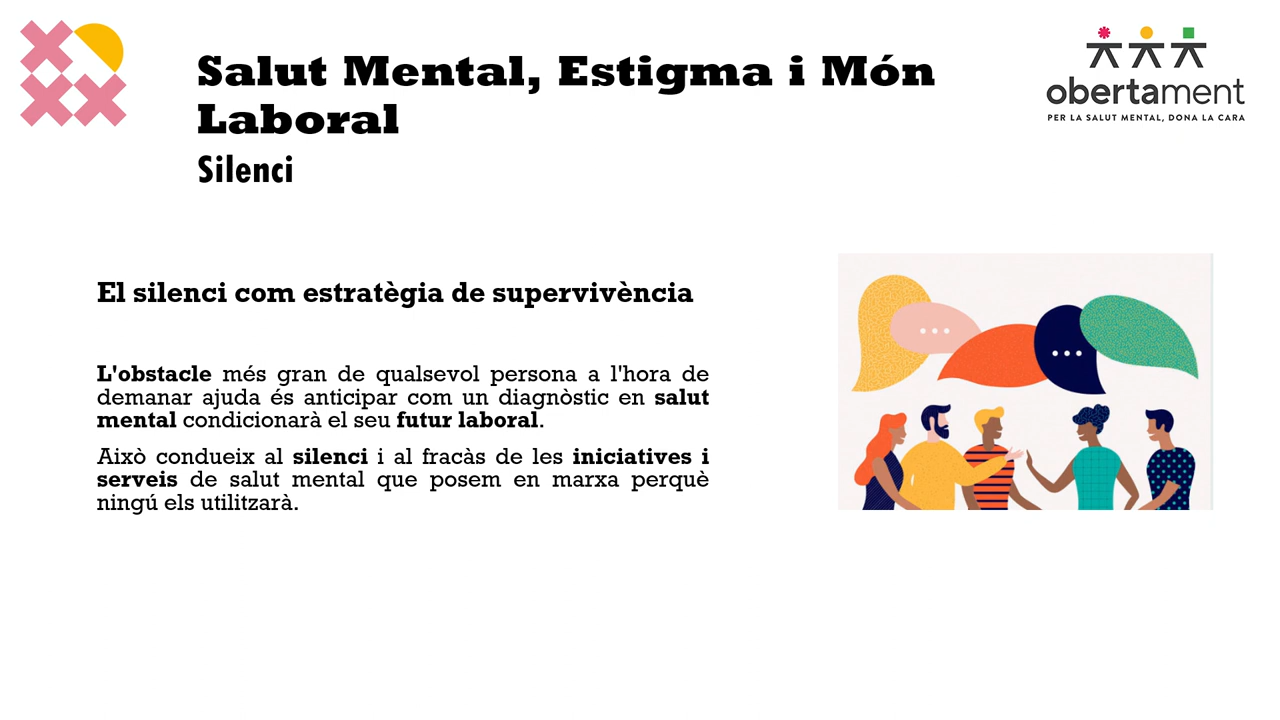 Salut Mental, Estigma i Món
Laboral
Silenci
obertament
PER LA SALUT MENTAL, DONA LA CARA
El silenci com estratègia de supervivència
L'obstacle més gran de qualsevol persona a l'hora de
demanar ajuda és anticipar com un diagnòstic en salut
mental condicionarà el seu futur laboral.
Això condueix al silenci i al fracàs de les iniciatives i
serveis de salut mental que posem en marxa perquè
ningú els utilitzarà.